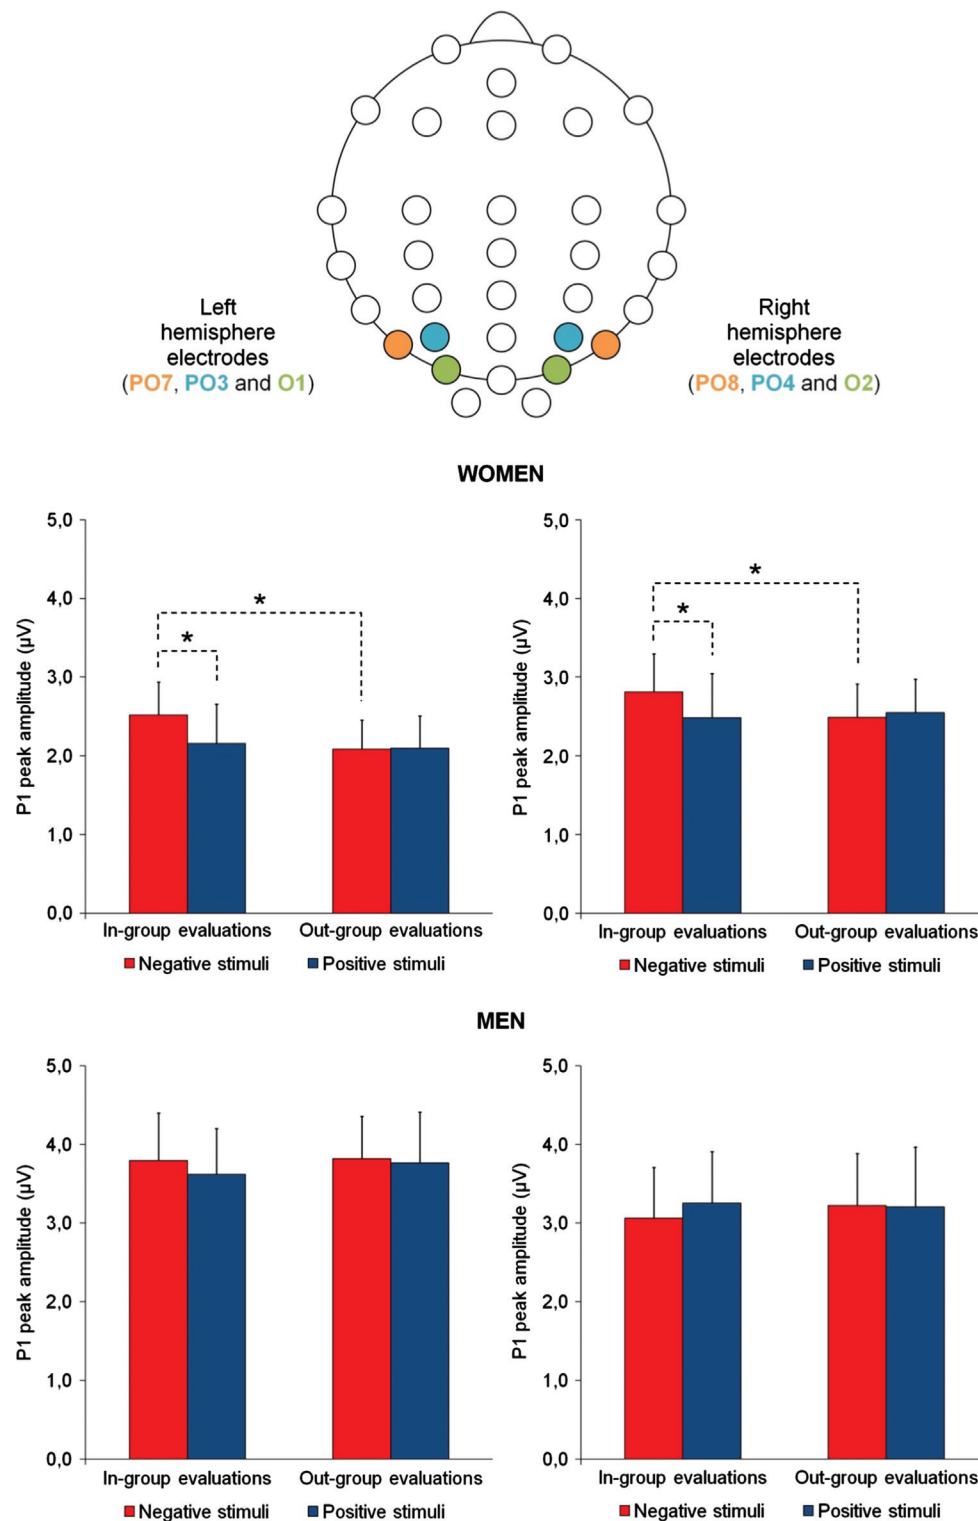 Left
hemisphere
electrodes
(PO7, PO3 and O1)
Right
hemisphere
electrodes
(PO8, PO4 and O2)
WOMEN
P1 peak amplitude (µV)
5,0
4,0
3,0
2,0
1,0
0,0
*
*
In-group evaluations
Out-group evaluations
Negative stimuli
Positive stimuli
P1 peak amplitude (µV)
5,0
4,0
3,0
2,0
1,0
0,0
*
*
In-group evaluations
Out-group evaluations
Negative stimuli
Positive stimuli
MEN
P1 peak amplitude (µV)
5,0
4,0
3,0
2,0
1,0
0,0
In-group evaluations
Out-group evaluations
Negative stimuli
Positive stimuli
P1 peak amplitude (µV)
5,0
4,0
3,0
2,0
1,0
0,0
In-group evaluations
Out-group evaluations
Negative stimuli
Positive stimuli